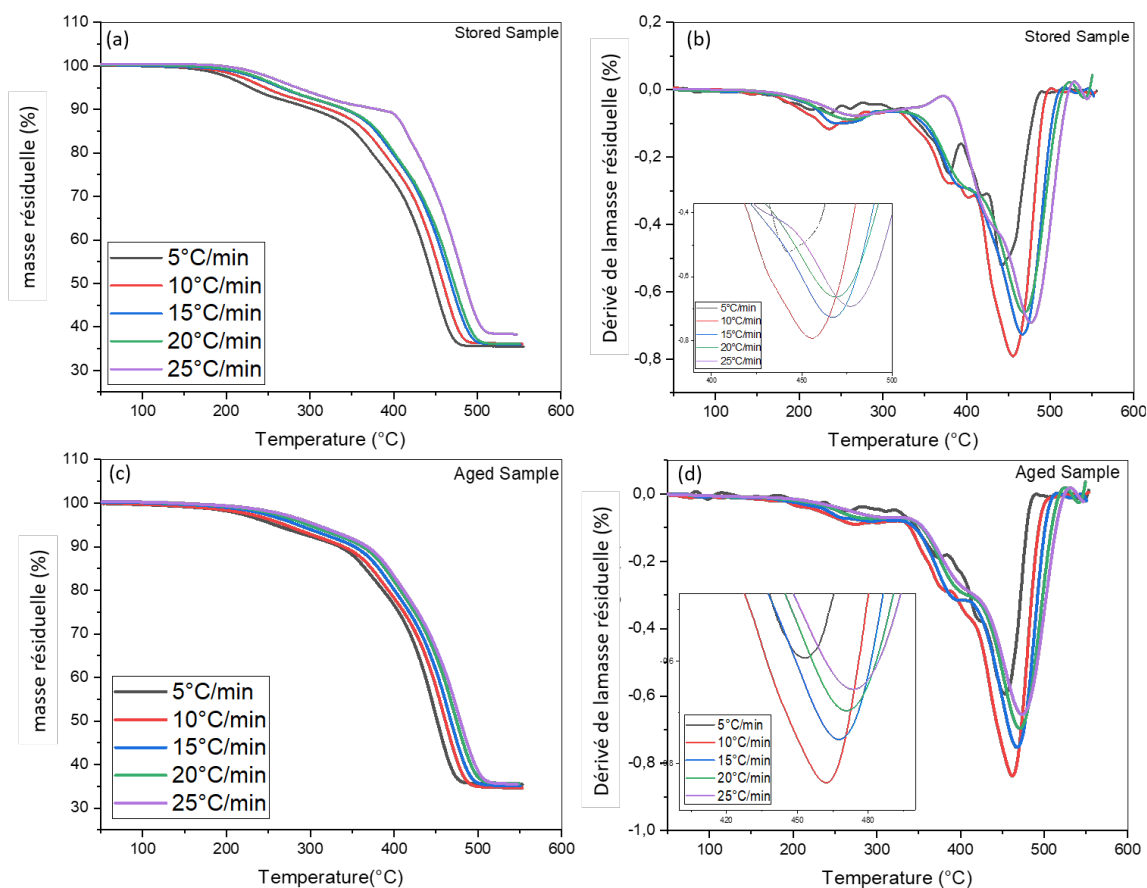 (a)
Stored Sample
masse résiduelle (%)
110
100
90
80
70
60
50
40
30
5°C/min
10°C/min
15°C/min
20°C/min
25°C/min
100 200 300 400 500 600
Temperature (°C)
(b)
Stored Sample
Dérivé de lamasse résiduelle (%)
0,2
0,0
-0,2
-0,4
-0,6
-0,8
-0,4
-0,6
-0,8
5°C/min
10°C/min
15°C/min
20°C/min
25°C/min
400 450 500
100 200 300 400 500 600
Temperature (°C)
(c)
Aged Sample
masse résiduelle (%)
110
100
90
80
70
60
50
40
30
5°C/min
10°C/min
15°C/min
20°C/min
25°C/min
100 200 300 400 500 600
Temperature(°C)
(d)
Aged Sample
Dérivé de lamasse résiduelle (%)
0,0
-0,2
-0,4
-0,6
-0,8
-1,0
5°C/min
10°C/min
15°C/min
20°C/min
25°C/min
420 450 480
100 200 300 400 500 600
Temperature (°C)